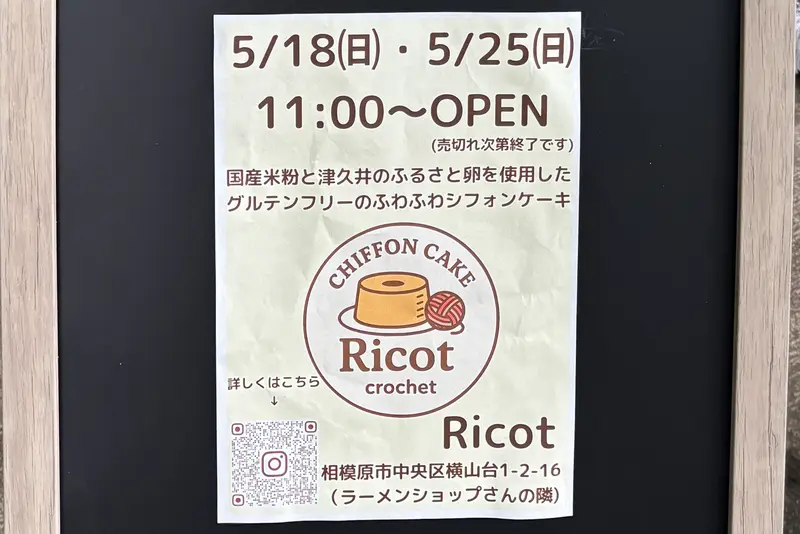 5/18㈰・5/25㈰
11:00〜OPEN
(売切れ次第終了です)
国産米粉と津久井のふるさと卵を使用した
グルテンフリーのふわふわシフォンケーキ
CHIFFON CAKE
Ricot
crochet
詳しくはこちら
↓
Ricot
相模原市中央区横山台1-2-16
(ラーメンショップさんの隣)